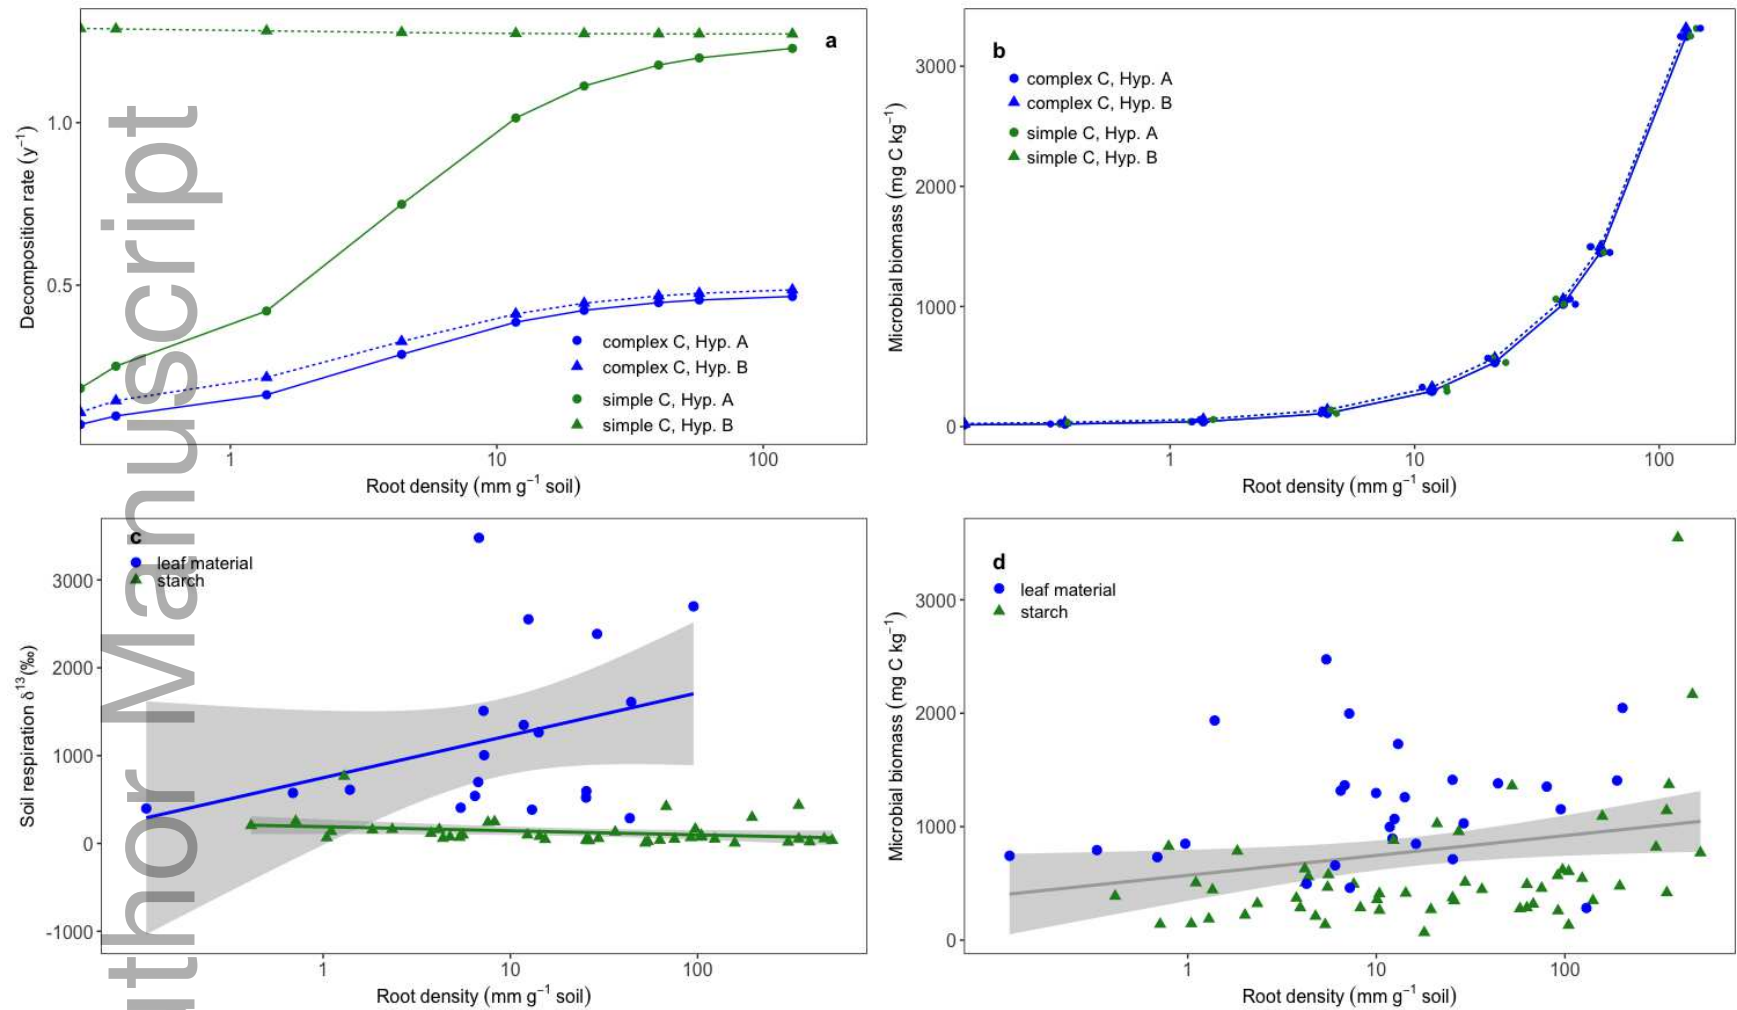 a
1.0
0.5
Decomposition rate (y⁻¹)
complex C, Hyp. A
complex C, Hyp. B
simple C, Hyp. A
simple C, Hyp. B
1 10 100
Root density (mm g⁻¹ soil)
b
complex C, Hyp. A
complex C, Hyp. B
simple C, Hyp. A
simple C, Hyp. B
3000
2000
1000
0
Microbial biomass (mg C kg⁻¹)
1 10 100
Root density (mm g⁻¹ soil)
c
leaf material
starch
3000
2000
1000
0
-1000
Soil respiration δ¹³(‰)
1 10 100
Root density (mm g⁻¹ soil)
d
leaf material
starch
3000
2000
1000
0
Microbial biomass (mg C kg⁻¹)
1 10 100
Root density (mm g⁻¹ soil)
uthor Manuscript